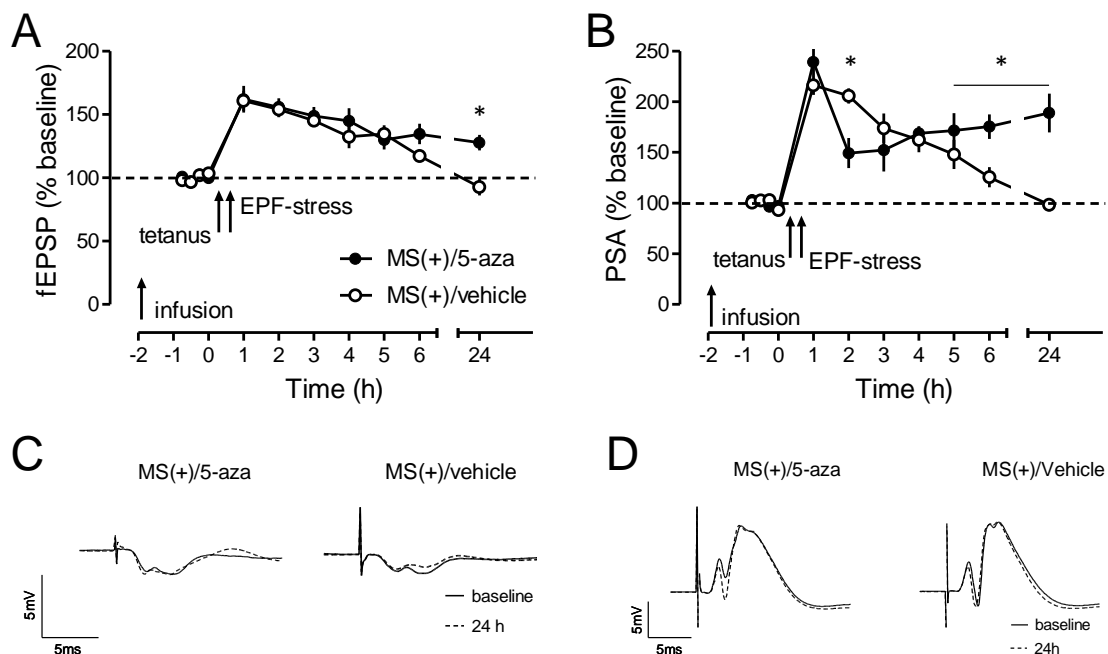 A
fEPSP (% baseline)
200
150
100
50
0
*
tetanus
EPF-stress
infusion
MS(+)/5-aza
MS(+)/vehicle
-2 -1 0 1 2 3 4 5 6 24
Time (h)
B
PSA (% baseline)
250
200
150
100
50
0
* *
tetanus
EPF-stress
infusion
-2 -1 0 1 2 3 4 5 6 24
Time (h)
C
MS(+)/5-aza MS(+)/vehicle
5mV
5ms
baseline
24 h
D
MS(+)/5-aza MS(+)/Vehicle
5mV
5ms
baseline
24h